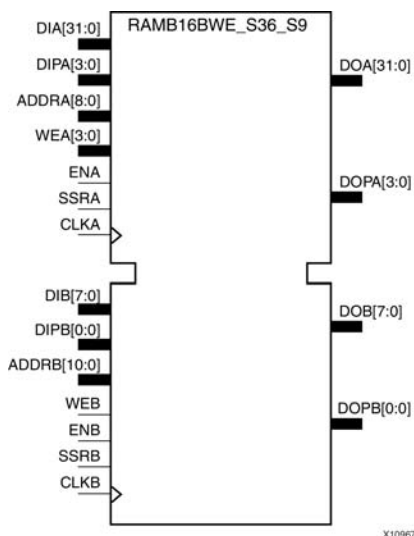 RAMB16BWE_S36_S9
DIA[31:0]
DIPA[3:0]
ADDRA[8:0]
WEA[3:0]
ENA
SSRA
CLKA
DOA[31:0]
DOPA[3:0]
DIB[7:0]
DIPB[0:0]
ADDRB[10:0]
WEB
ENB
SSRB
CLKB
DOB[7:0]
DOPB[0:0]
X10967